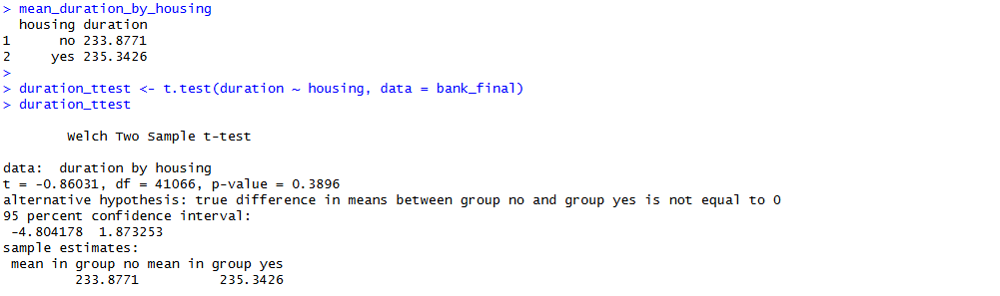 > mean_duration_by_housing
  housing duration
1      no 233.8771
2     yes 235.3426
>
> duration_ttest <- t.test(duration ~ housing, data = bank_final)
> duration_ttest

        Welch Two Sample t-test

data:  duration by housing
t = -0.86031, df = 41066, p-value = 0.3896
alternative hypothesis: true difference in means between group no and group yes is not equal to 0
95 percent confidence interval:
 -4.804178  1.873253
sample estimates:
 mean in group no mean in group yes
         233.8771          235.3426